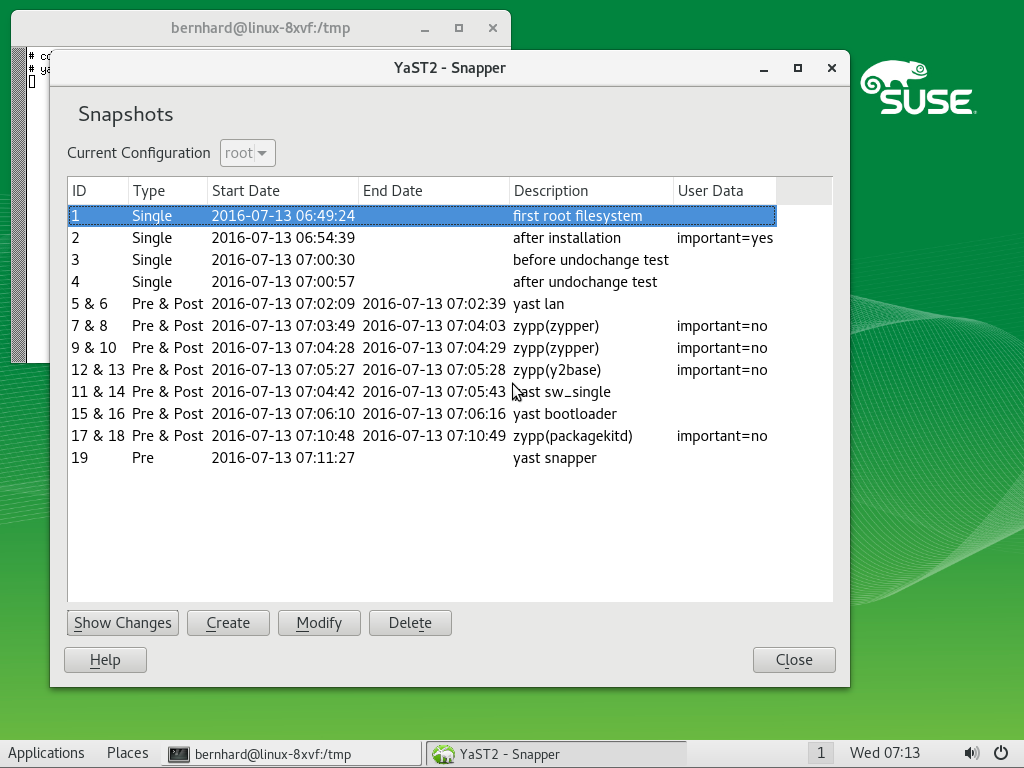 bernhard@linux-8xvf:/tmp
#
#
YaST2 - Snapper
SUSE
Snapshots
Current Configuration root
ID Type Start Date End Date Description User Data
1 Single 2016-07-13 06:49:24 first root filesystem
2 Single 2016-07-13 06:54:39 after installation important=yes
3 Single 2016-07-13 07:00:30 before undochange test
4 Single 2016-07-13 07:00:57 after undochange test
5 & 6 Pre & Post 2016-07-13 07:02:09 2016-07-13 07:02:39 yast lan
7 & 8 Pre & Post 2016-07-13 07:03:49 2016-07-13 07:04:03 zypp(zypper) important=no
9 & 10 Pre & Post 2016-07-13 07:04:28 2016-07-13 07:04:29 zypp(zypper) important=no
12 & 13 Pre & Post 2016-07-13 07:05:27 2016-07-13 07:05:28 zypp(y2base) important=no
11 & 14 Pre & Post 2016-07-13 07:04:42 2016-07-13 07:05:43 yast sw_single
15 & 16 Pre & Post 2016-07-13 07:06:10 2016-07-13 07:06:16 yast bootloader
17 & 18 Pre & Post 2016-07-13 07:10:48 2016-07-13 07:10:49 zypp(packagekitd) important=no
19 Pre 2016-07-13 07:11:27 yast snapper
Show Changes Create Modify Delete
Help Close
Applications Places bernhard@linux-8xvf:/tmp YaST2 - Snapper 1 Wed 07:13